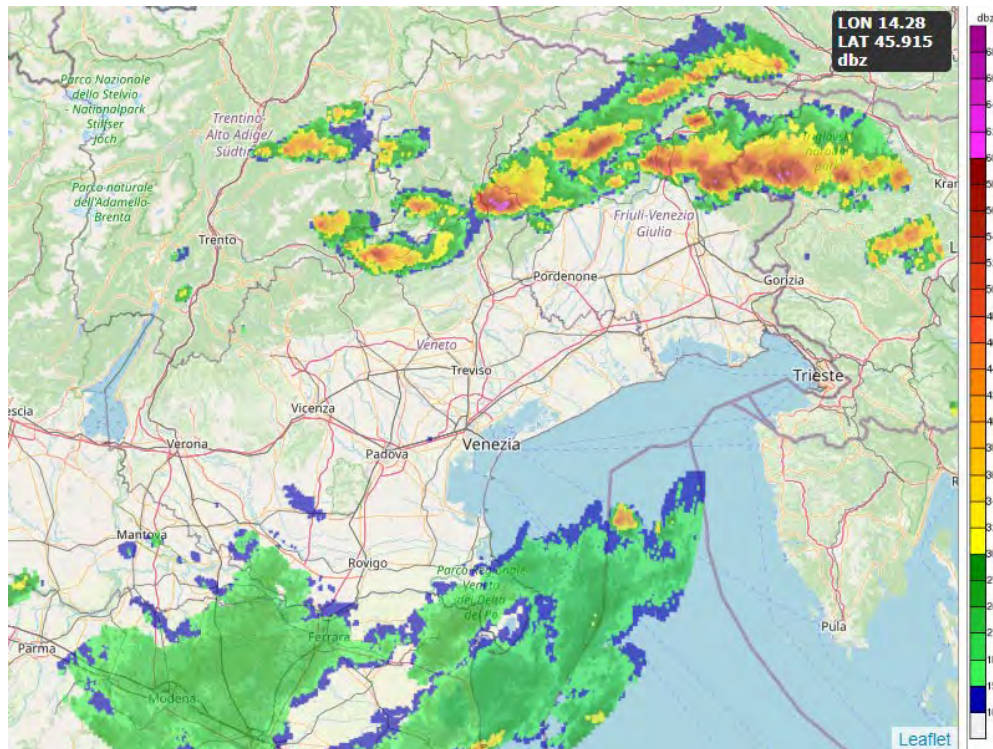 dbz
LON 14.28
LAT 45.915
dbz
Parco Nazionale
dello Stelvio
- Nationalpark
Stilfser
Joch
Trentino-
Alto Adige/
Parco naturale
dell'Adamello-
Brenta
Trento
Friuli-Venezia
Giulia
Pordenone
Gorizia
Veneto
Treviso
Trieste
Vicenza
Verona
Padova
Venezia
Mantova
Rovigo
Ferrara
Parma
Modena
Pula
Leaflet